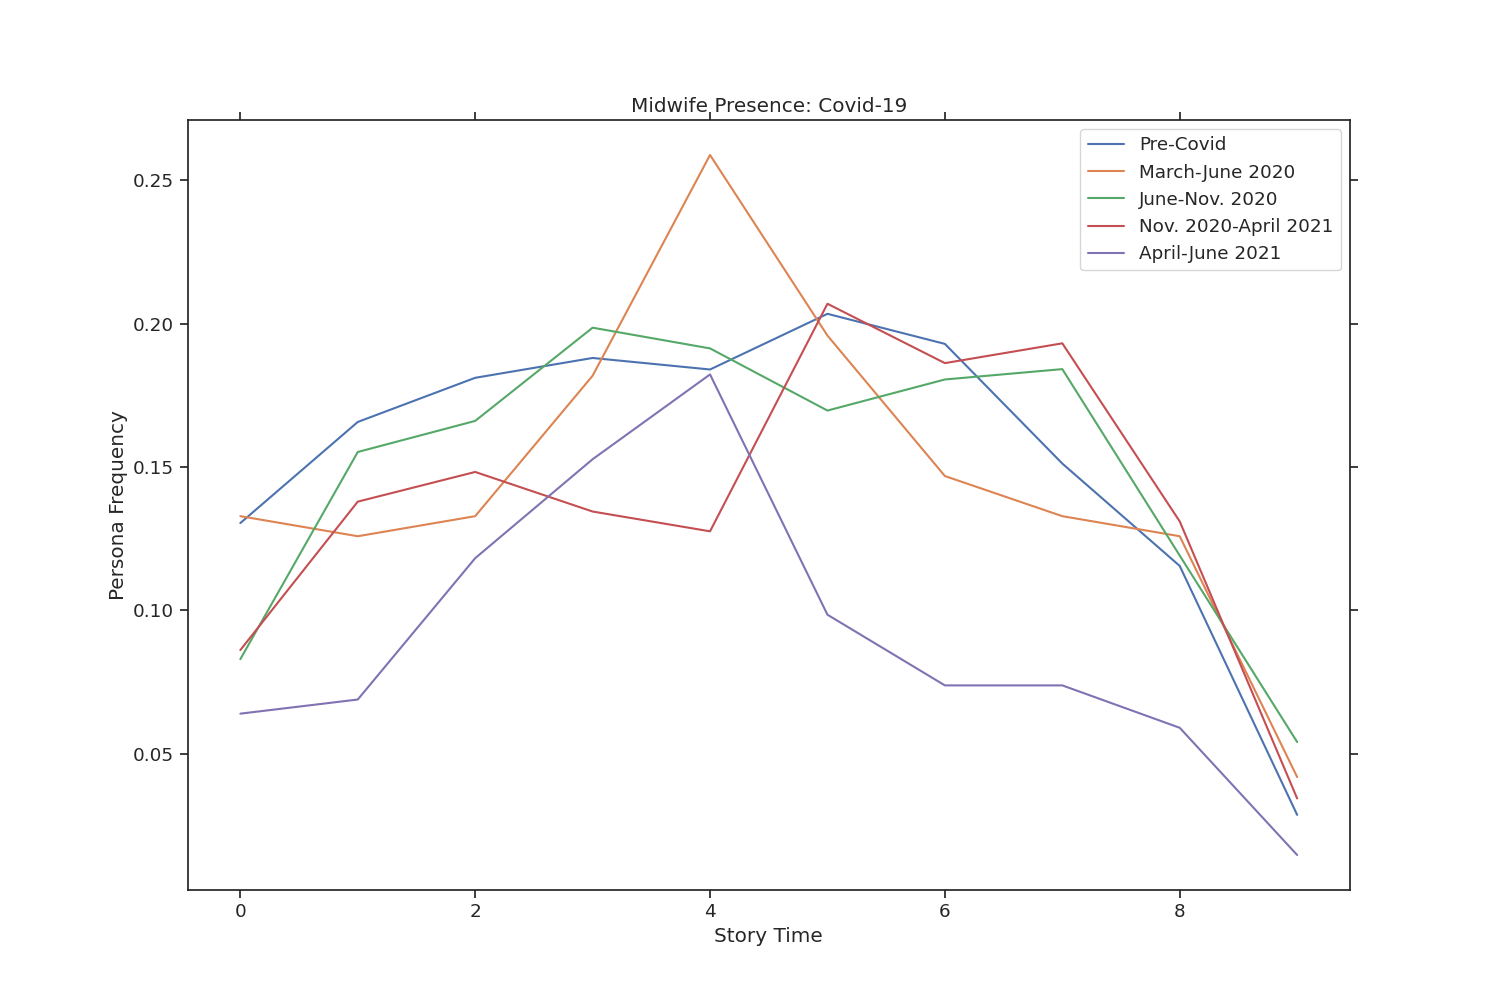 Midwife Presence: Covid-19
Pre-Covid
March-June 2020
June-Nov. 2020
Nov. 2020-April 2021
April-June 2021
0.25
0.20
0.15
0.10
0.05
Persona Frequency
0 2 4 6 8
Story Time